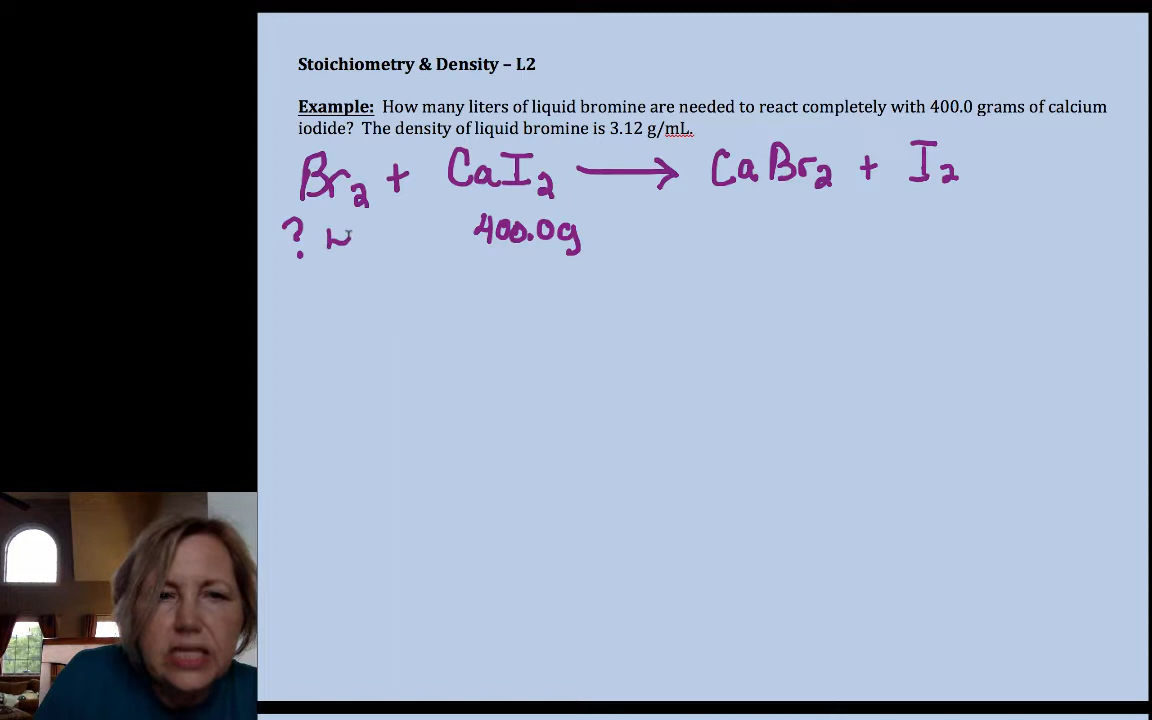 Stoichiometry & Density – L2
Example: How many liters of liquid bromine are needed to react completely with 400.0 grams of calcium
iodide? The density of liquid bromine is 3.12 g/mL.
Br₂ + CaI₂ ⟶ CaBr₂ + I₂
? L 400.0g